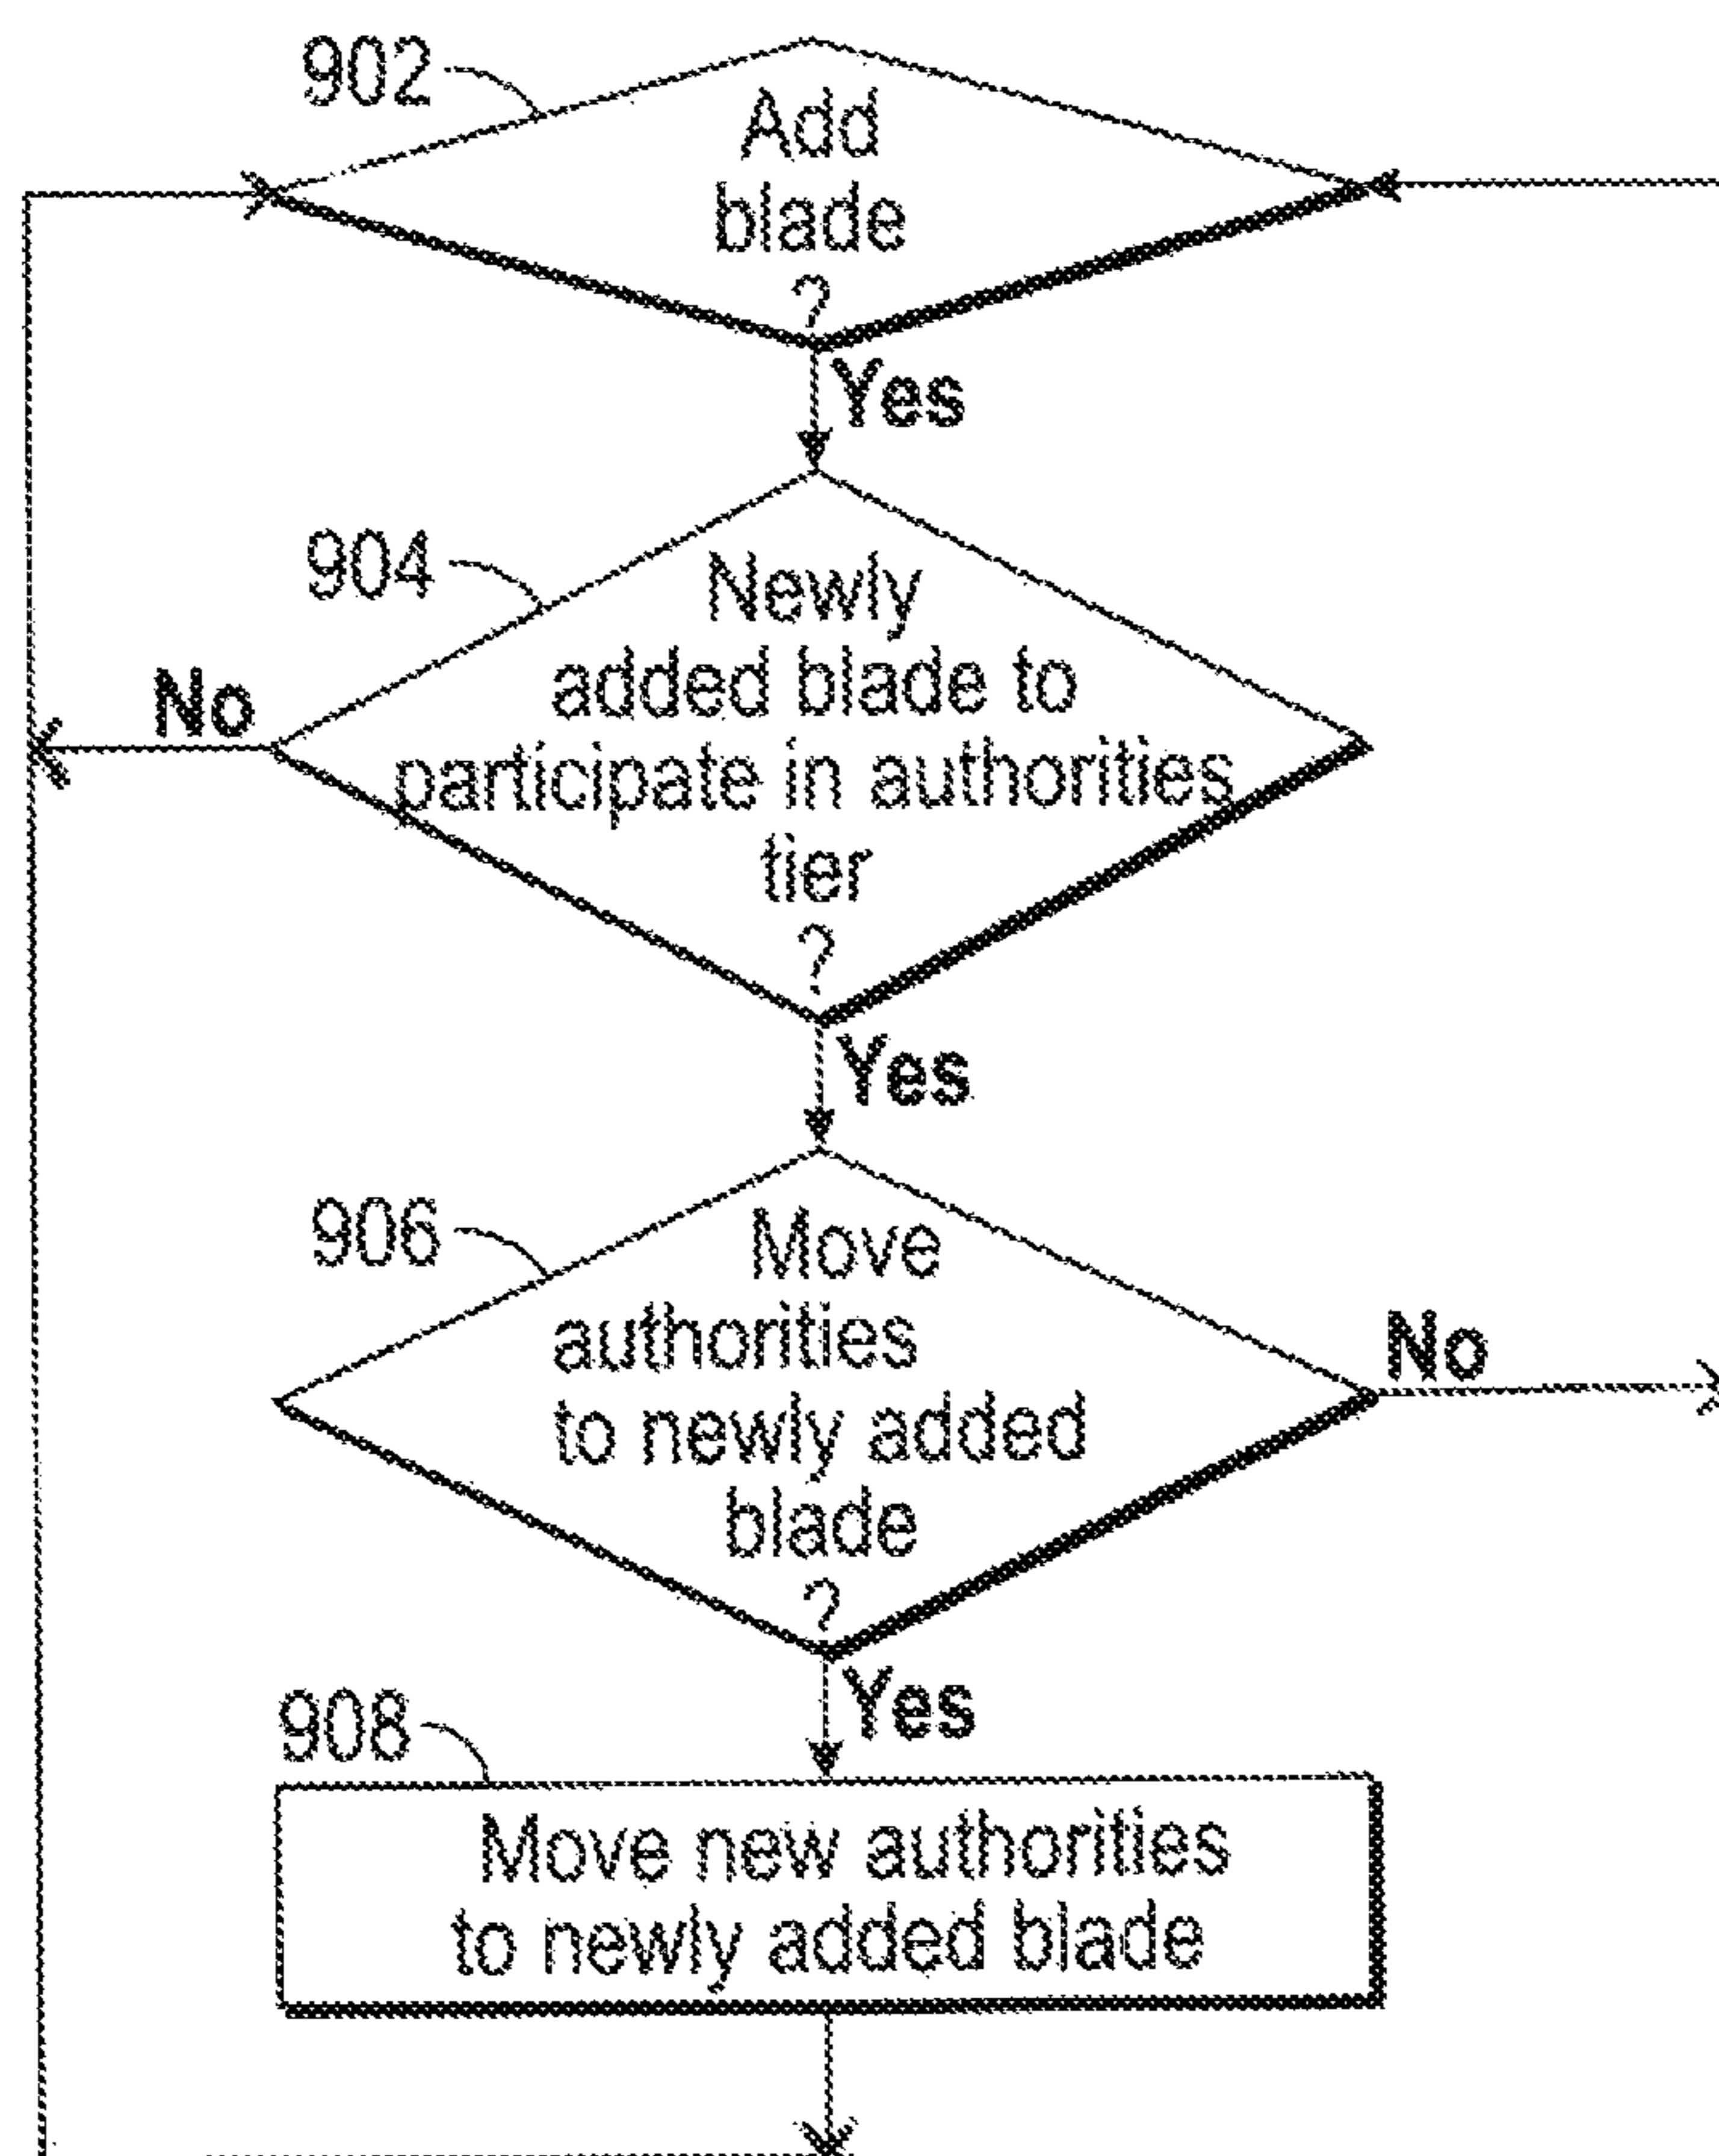 902
Add
blade
?
Yes
904
Newly
added blade to
participate in authorities
tier
?
No
Yes
906
Move
authorities
to newly added
blade
?
No
Yes
908
Move new authorities
to newly added blade